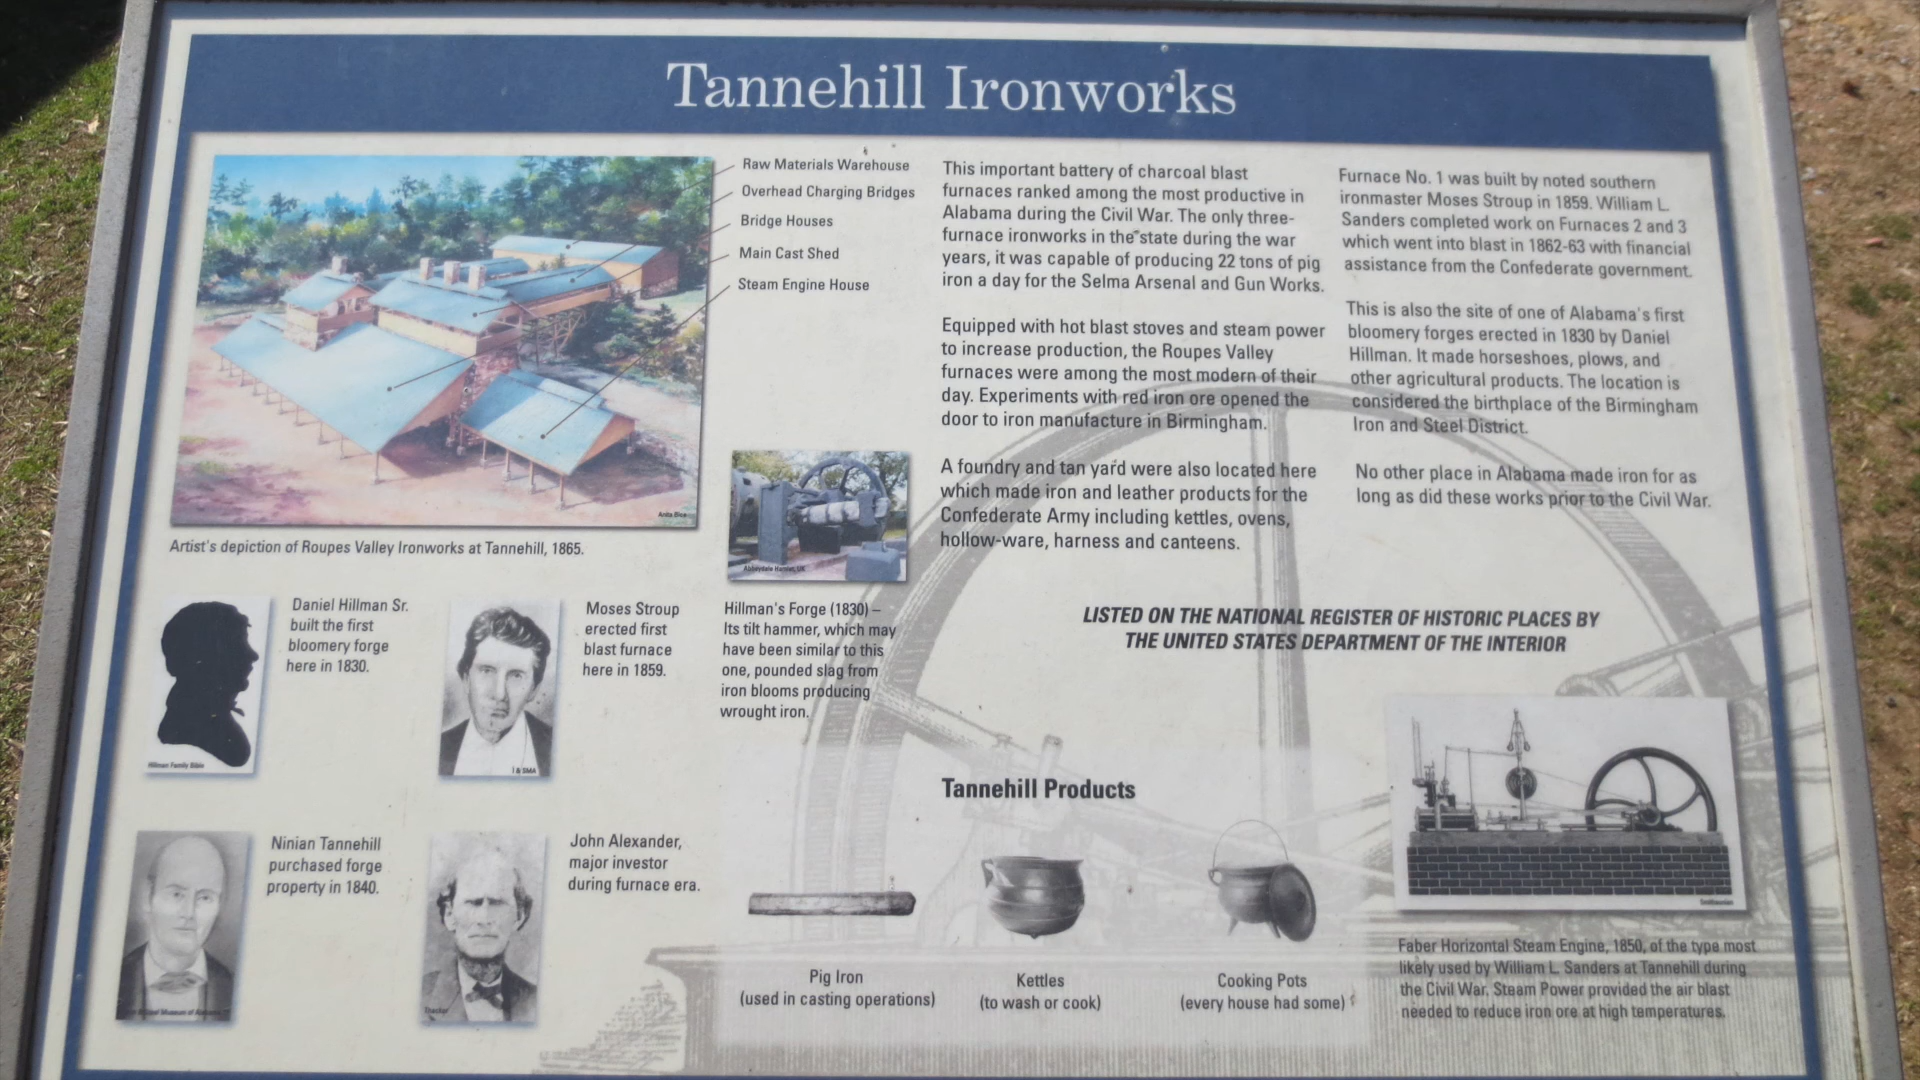 Tannehill Ironworks
Raw Materials Warehouse
Overhead Charging Bridges
Bridge Houses
Main Cast Shed
Steam Engine House
Anita Bice
Artist's depiction of Roupes Valley Ironworks at Tannehill, 1865.
This important battery of charcoal blast
furnaces ranked among the most productive in
Alabama during the Civil War. The only three-
furnace ironworks in the state during the war
years, it was capable of producing 22 tons of pig
iron a day for the Selma Arsenal and Gun Works.
Equipped with hot blast stoves and steam power
to increase production, the Roupes Valley
furnaces were among the most modern of their
day. Experiments with red iron ore opened the
door to iron manufacture in Birmingham.
A foundry and tan yard were also located here
which made iron and leather products for the
Confederate Army including kettles, ovens,
hollow-ware, harness and canteens.
Furnace No. 1 was built by noted southern
ironmaster Moses Stroup in 1859. William L.
Sanders completed work on Furnaces 2 and 3
which went into blast in 1862-63 with financial
assistance from the Confederate government.
This is also the site of one of Alabama's first
bloomery forges erected in 1830 by Daniel
Hillman. It made horseshoes, plows, and
other agricultural products. The location is
considered the birthplace of the Birmingham
Iron and Steel District.
No other place in Alabama made iron for as
long as did these works prior to the Civil War.
LISTED ON THE NATIONAL REGISTER OF HISTORIC PLACES BY
THE UNITED STATES DEPARTMENT OF THE INTERIOR
Hillman Family Bible
Daniel Hillman Sr.
built the first
bloomery forge
here in 1830.
Moses Stroup
erected first
blast furnace
here in 1859.
Abbeydale Hamlet, UK
Hillman's Forge (1830) –
Its tilt hammer, which may
have been similar to this
one, pounded slag from
iron blooms producing
wrought iron.
Museum of Alabama
Ninian Tannehill
purchased forge
property in 1840.
John Alexander,
major investor
during furnace era.
Tannehill Products
Pig Iron
(used in casting operations)
Kettles
(to wash or cook)
Cooking Pots
(every house had some)
Smithsonian
Faber Horizontal Steam Engine, 1850, of the type most
likely used by William L. Sanders at Tannehill during
the Civil War. Steam Power provided the air blast
needed to reduce iron ore at high temperatures.